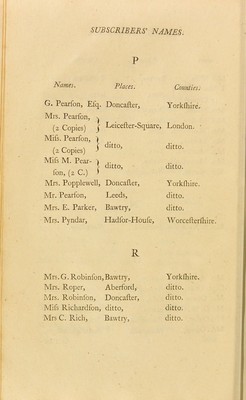 SUBSCRIBERS' NAMES.
P
Names. Places. Counties.
G. Pearſon, Eſq. Doncaſter, Yorkſhire.
Mrs. Pearſon, (2 Copies) } Leiceſter-Square, London.
Miſs. Pearſon, (2 Copies) } ditto, ditto.
Miſs M. Pear-ſon, (2 C.) } ditto, ditto.
Mrs. Popplewell, Doncaſter, Yorkſhire.
Mr. Pearſon, Leeds, ditto.
Mrs. E. Parker, Bawtry, ditto.
Mrs. Pyndar, Hadſor-Houſe, Worceſterſhire.
R
Mrs. G. Robinſon, Bawtry, Yorkſhire.
Mrs. Roper, Aberford, ditto.
Mrs. Robinſon, Doncaſter, ditto.
Miſs Richardſon, ditto, ditto.
Mrs C. Rich, Bawtry, ditto.